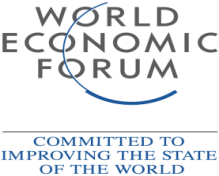 WORLD
ECONOMIC
FORUM
COMMITTED TO
IMPROVING THE STATE
OF THE WORLD